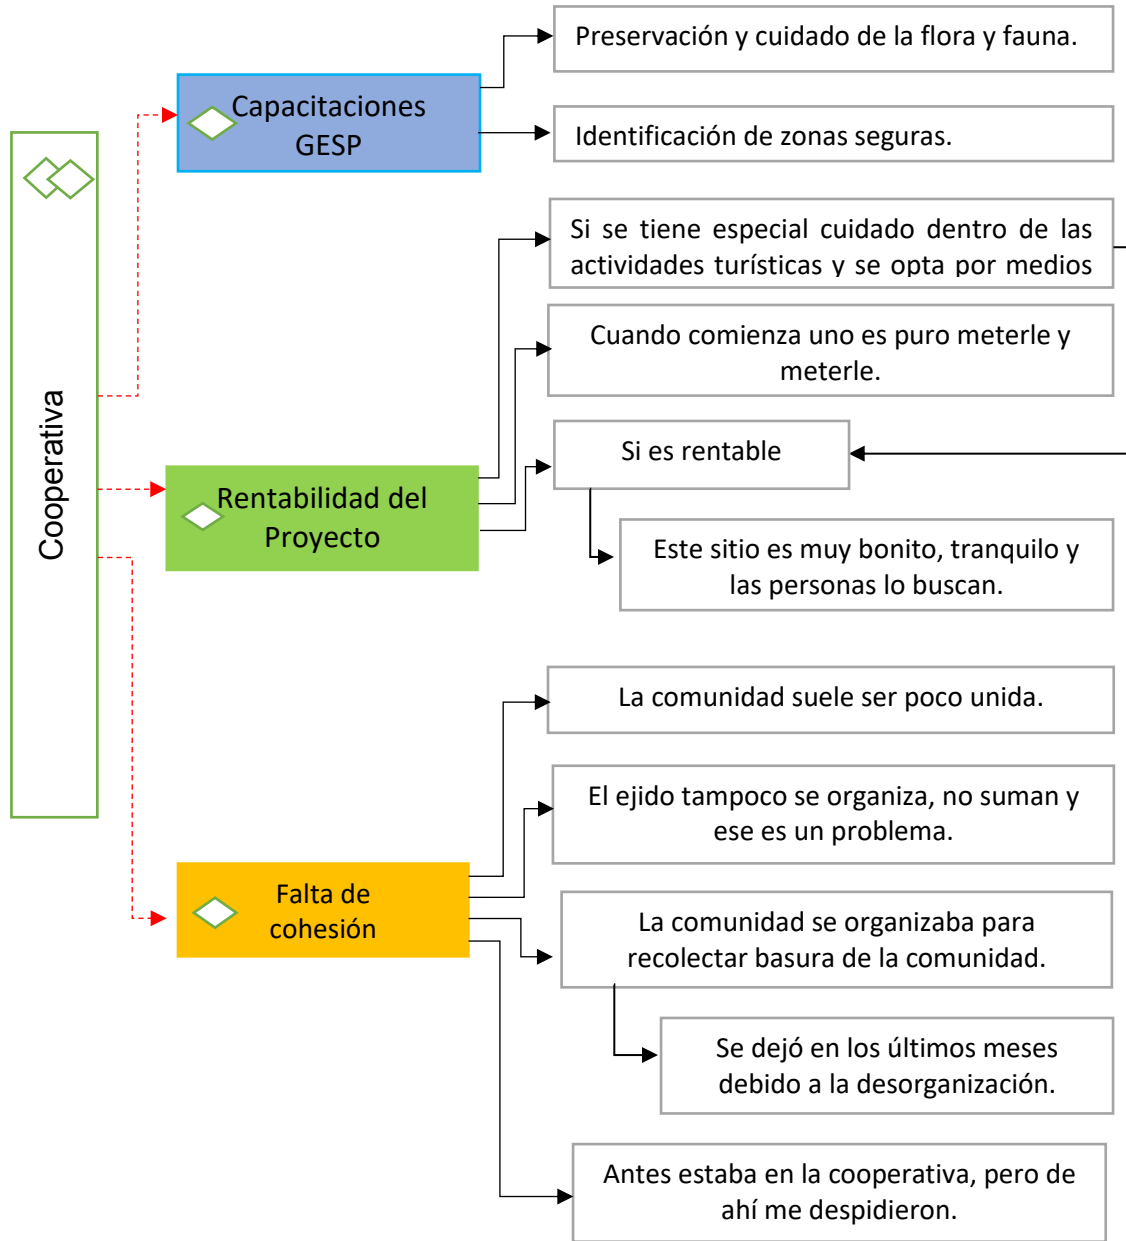 Cooperativa
Capacitaciones
GESP
Preservación y cuidado de la flora y fauna.
Identificación de zonas seguras.
Rentabilidad del
Proyecto
Si se tiene especial cuidado dentro de las
actividades turísticas y se opta por medios
Cuando comienza uno es puro meterle y
meterle.
Si es rentable
Este sitio es muy bonito, tranquilo y
las personas lo buscan.
Falta de
cohesión
La comunidad suele ser poco unida.
El ejido tampoco se organiza, no suman y
ese es un problema.
La comunidad se organizaba para
recolectar basura de la comunidad.
Se dejó en los últimos meses
debido a la desorganización.
Antes estaba en la cooperativa, pero de
ahí me despidieron.